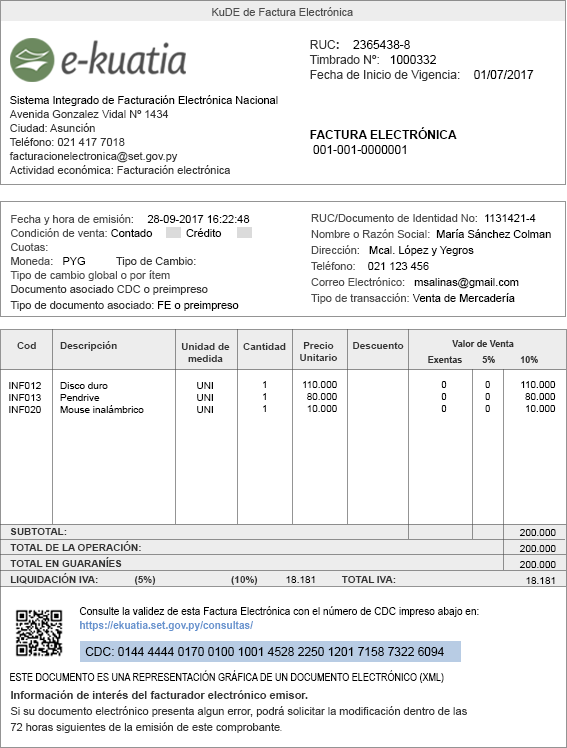 KuDE de Factura Electrónica
e-kuatia
RUC: 2365438-8
Timbrado Nº: 1000332
Fecha de Inicio de Vigencia: 01/07/2017
Sistema Integrado de Facturación Electrónica Nacional
Avenida Gonzalez Vidal Nº 1434
Ciudad: Asunción
Teléfono: 021 417 7018
facturacionelectronica@set.gov.py
Actividad económica: Facturación electrónica
FACTURA ELECTRÓNICA
001-001-0000001
Fecha y hora de emisión: 28-09-2017 16:22:48
Condición de venta: Contado Crédito
Cuotas:
Moneda: PYG Tipo de Cambio:
Tipo de cambio global o por ítem
Documento asociado CDC o preimpreso
Tipo de documento asociado: FE o preimpreso
RUC/Documento de Identidad No: 1131421-4
Nombre o Razón Social: María Sánchez Colman
Dirección: Mcal. López y Yegros
Teléfono: 021 123 456
Correo Electrónico: msalinas@gmail.com
Tipo de transacción: Venta de Mercadería
Cod Descripción Unidad de medida Cantidad Precio Unitario Descuento Valor de Venta
Exentas 5% 10%
INF012 Disco duro UNI 1 110.000 0 0 110.000
INF013 Pendrive UNI 1 80.000 0 0 80.000
INF020 Mouse inalámbrico UNI 1 10.000 0 0 10.000
SUBTOTAL: 200.000
TOTAL DE LA OPERACIÓN: 200.000
TOTAL EN GUARANÍES 200.000
LIQUIDACIÓN IVA: (5%) (10%) 18.181 TOTAL IVA: 18.181
Consulte la validez de esta Factura Electrónica con el número de CDC impreso abajo en:
https://ekuatia.set.gov.py/consultas/
CDC: 0144 4444 0170 0100 1001 4528 2250 1201 7158 7322 6094
ESTE DOCUMENTO ES UNA REPRESENTACIÓN GRÁFICA DE UN DOCUMENTO ELECTRÓNICO (XML)
Información de interés del facturador electrónico emisor.
Si su documento electrónico presenta algun error, podrá solicitar la modificación dentro de las
72 horas siguientes de la emisión de este comprobante.